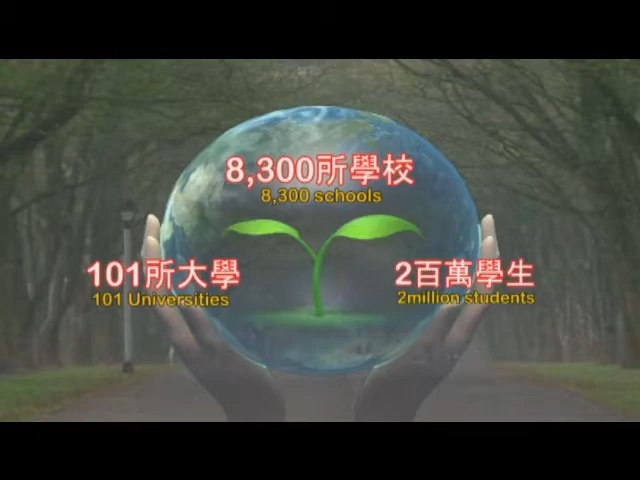 8,300所學校
8,300 schools
101所大學
101 Universities
2百萬學生
2million students